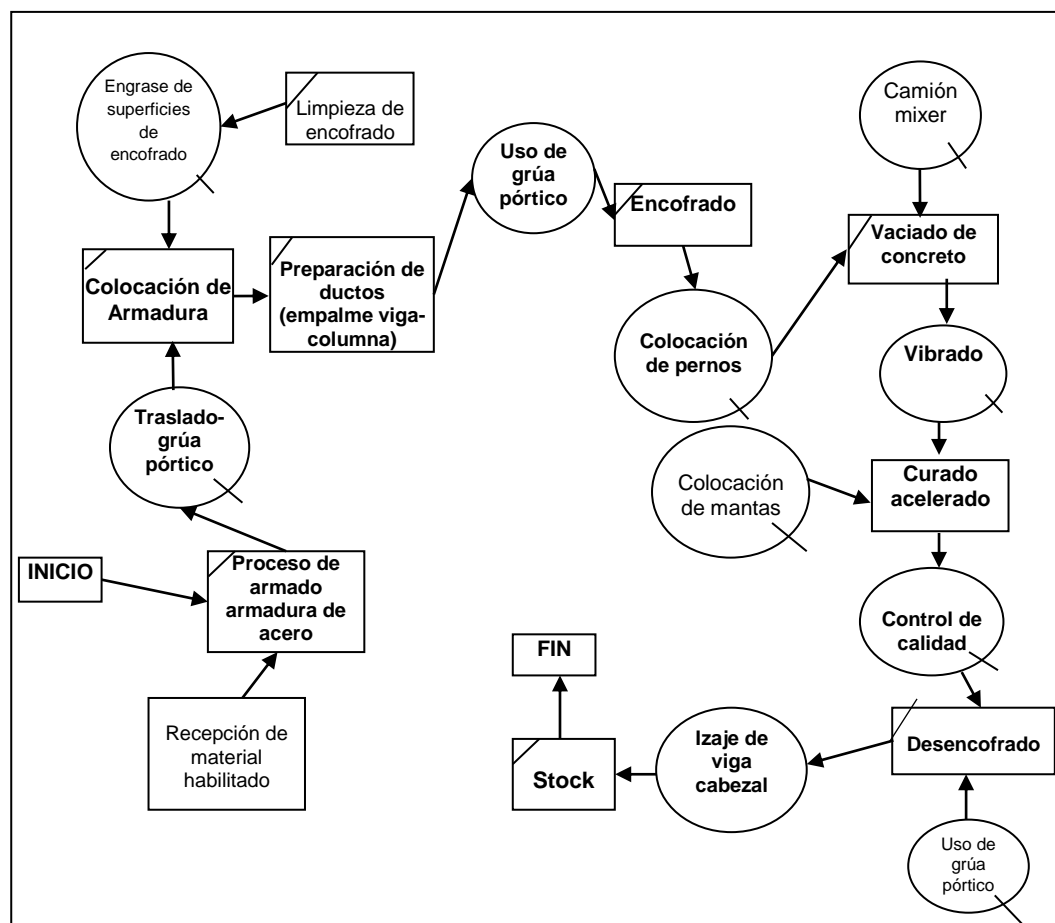 Engrase de
superficies
de
encofrado
Limpieza de
encofrado
Camión
mixer
Uso de
grúa
pórtico
Encofrado
Vaciado de
concreto
Colocación de
Armadura
Preparación de
ductos
(empalme viga-
columna)
Colocación
de pernos
Vibrado
Traslado-
grúa
pórtico
Colocación
de mantas
Curado
acelerado
INICIO
Proceso de
armado
armadura de
acero
Control de
calidad
FIN
Recepción de
material
habilitado
Stock
Izaje de
viga
cabezal
Desencofrado
Uso de
grúa
pórtico